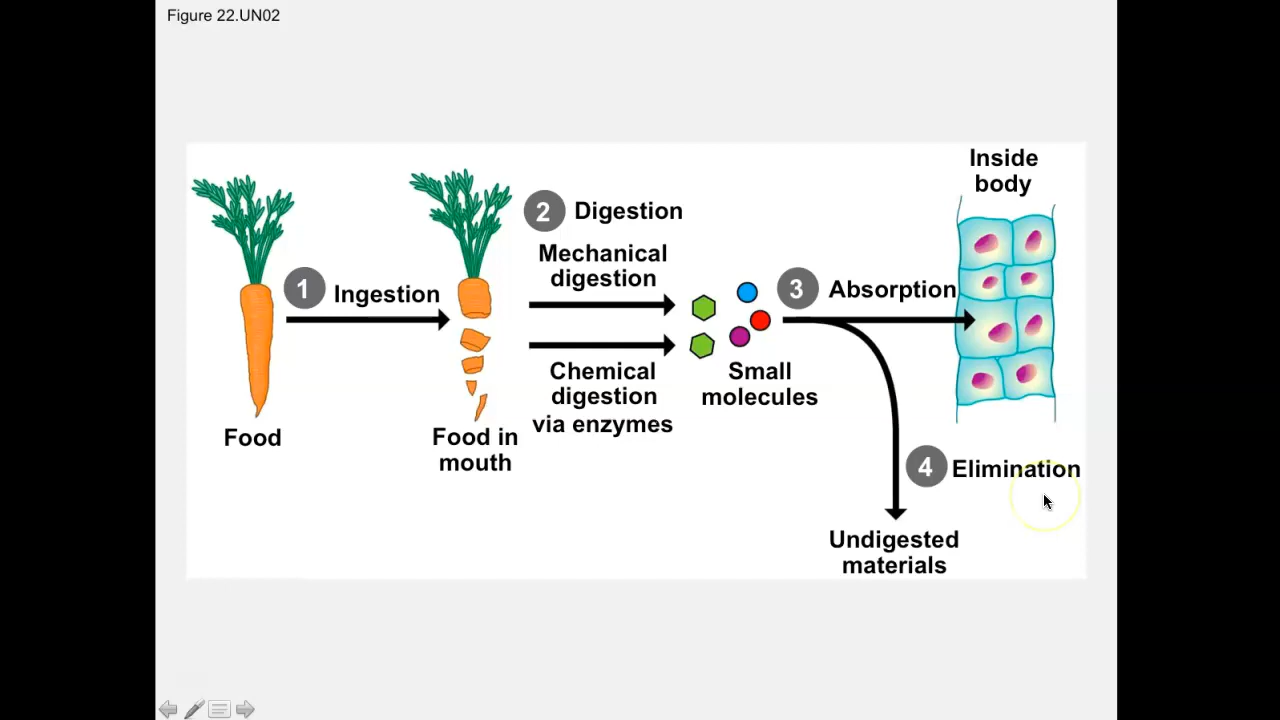 Figure 22.UN02
Inside
body
2 Digestion
Mechanical
digestion
1 Ingestion
3 Absorption
Chemical
digestion
via enzymes
Small
molecules
Food
Food in
mouth
4 Elimination
Undigested
materials